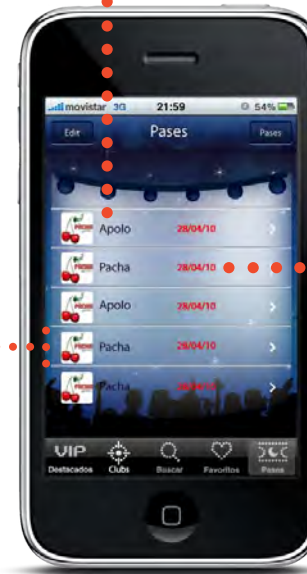 movistar 3G 21:59 54%
Edit Pases Pases
Apolo 28/04/10
PACHA Pacha 28/04/10
Apolo 28/04/10
Pacha 28/04/10
Pacha
VIP
Destacados Clubs Buscar Favoritos Pases